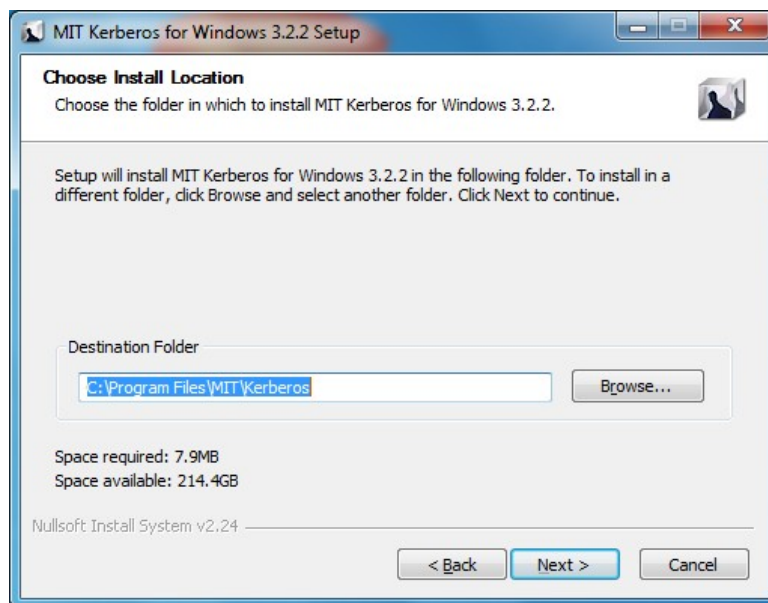 MIT Kerberos for Windows 3.2.2 Setup
Choose Install Location
Choose the folder in which to install MIT Kerberos for Windows 3.2.2.
Setup will install MIT Kerberos for Windows 3.2.2 in the following folder. To install in a
different folder, click Browse and select another folder. Click Next to continue.
Destination Folder
C:\Program Files\MIT\Kerberos
Browse...
Space required: 7.9MB
Space available: 214.4GB
Nullsoft Install System v2.24
< Back
Next >
Cancel